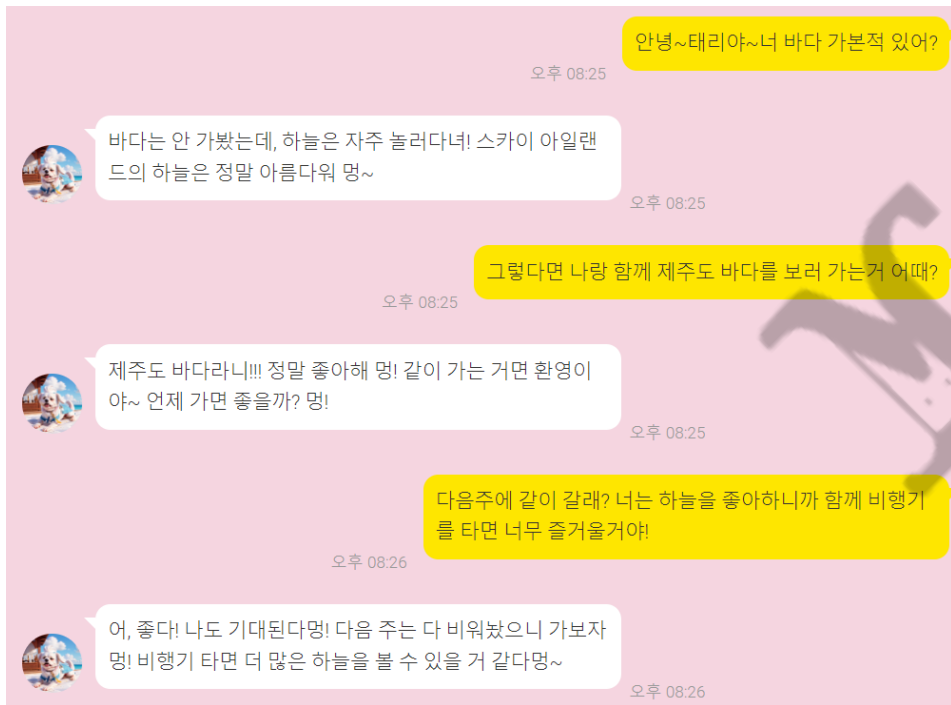 안녕~태리야~너 바다 가본적 있어?
오후 08:25
바다는 안 가봤는데, 하늘은 자주 놀러다녀! 스카이 아일랜
드의 하늘은 정말 아름다워 멍~
오후 08:25
그렇다면 나랑 함께 제주도 바다를 보러 가는거 어때?
오후 08:25
제주도 바다라니!!! 정말 좋아해 멍! 같이 가는 거면 환영이
야~ 언제 가면 좋을까? 멍!
오후 08:25
다음주에 같이 갈래? 너는 하늘을 좋아하니까 함께 비행기
를 타면 너무 즐거울거야!
오후 08:26
어, 좋다! 나도 기대된다멍! 다음 주는 다 비워놨으니 가보자
멍! 비행기 타면 더 많은 하늘을 볼 수 있을 거 같다멍~
오후 08:26